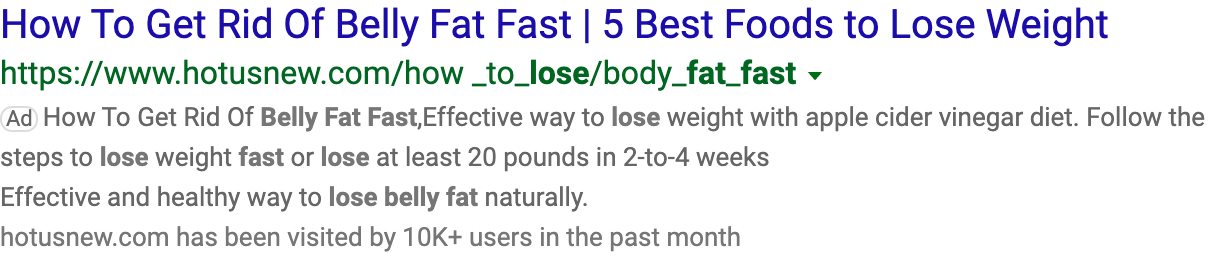 How To Get Rid Of Belly Fat Fast | 5 Best Foods to Lose Weight
https://www.hotusnew.com/how _to_lose/body_fat_fast
Ad How To Get Rid Of Belly Fat Fast,Effective way to lose weight with apple cider vinegar diet. Follow the
steps to lose weight fast or lose at least 20 pounds in 2-to-4 weeks
Effective and healthy way to lose belly fat naturally.
hotusnew.com has been visited by 10K+ users in the past month